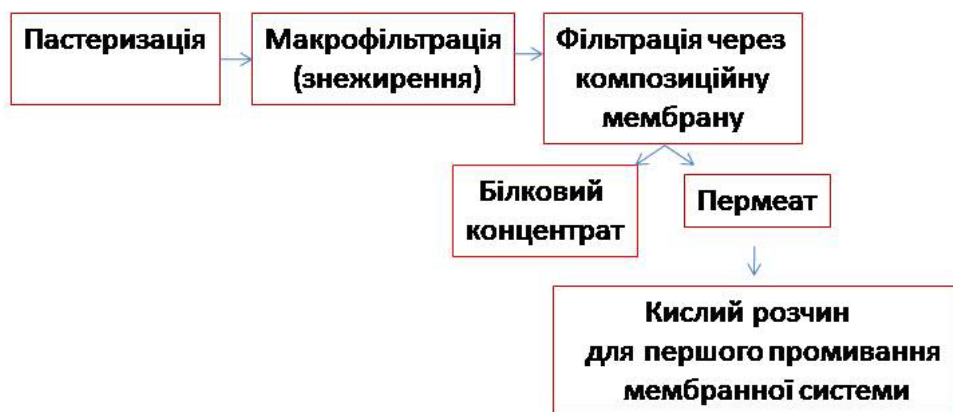 Пастеризація
Макрофільтрація
(знежирення)
Фільтрація через
композиційну
мембрану
Білковий
концентрат
Пермеат
Кислий розчин
для першого промивання
мембранної системи